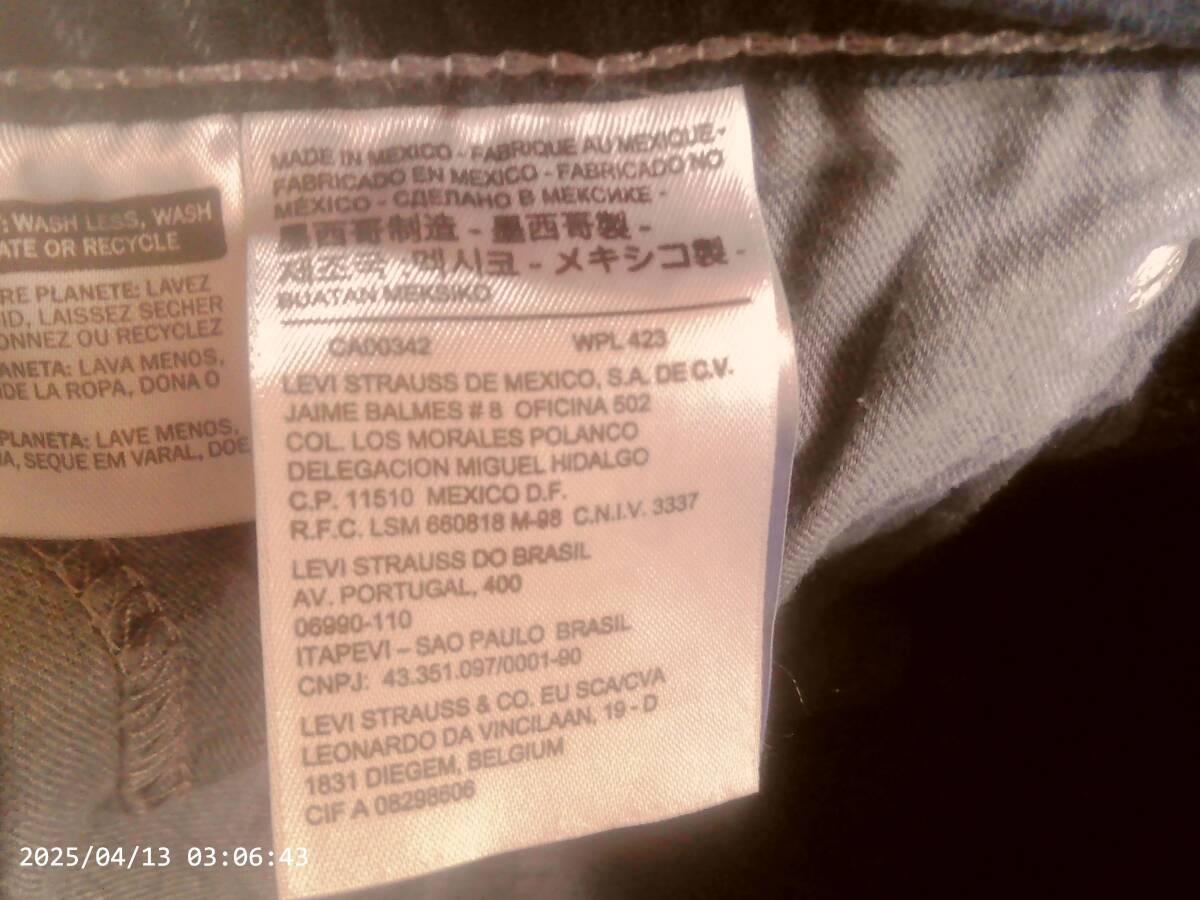 : WASH LESS, WASH
ATE OR RECYCLE
RE PLANETE: LAVEZ
ID, LAISSEZ SECHER
ONNEZ OU RECYCLEZ
ANETA: LAVA MENOS,
DE LA ROPA, DONA O
PLANETA: LAVE MENOS,
A, SEQUE EM VARAL, DOE
MADE IN MEXICO - FABRIQUE AU MEXIQUE-
FABRICADO EN MEXICO - FABRICADO NO
MÉXICO - СДЕЛАНО В МЕКСИКЕ -
墨西哥制造 - 墨西哥製 -
제조국 :멕시코 - メキシコ製 -
BUATAN MEKSIKO
CA00342 WPL 423
LEVI STRAUSS DE MEXICO, S.A. DE C.V.
JAIME BALMES # 8 OFICINA 502
COL. LOS MORALES POLANCO
DELEGACION MIGUEL HIDALGO
C.P. 11510 MEXICO D.F.
R.F.C. LSM 660818 M-98 C.N.I.V. 3337
LEVI STRAUSS DO BRASIL
AV. PORTUGAL, 400
06990-110
ITAPEVI – SAO PAULO BRASIL
CNPJ: 43.351.097/0001-90
LEVI STRAUSS & CO. EU SCA/CVA
LEONARDO DA VINCILAAN, 19 - D
1831 DIEGEM, BELGIUM
CIF A 08298606
2025/04/13 03:06:43